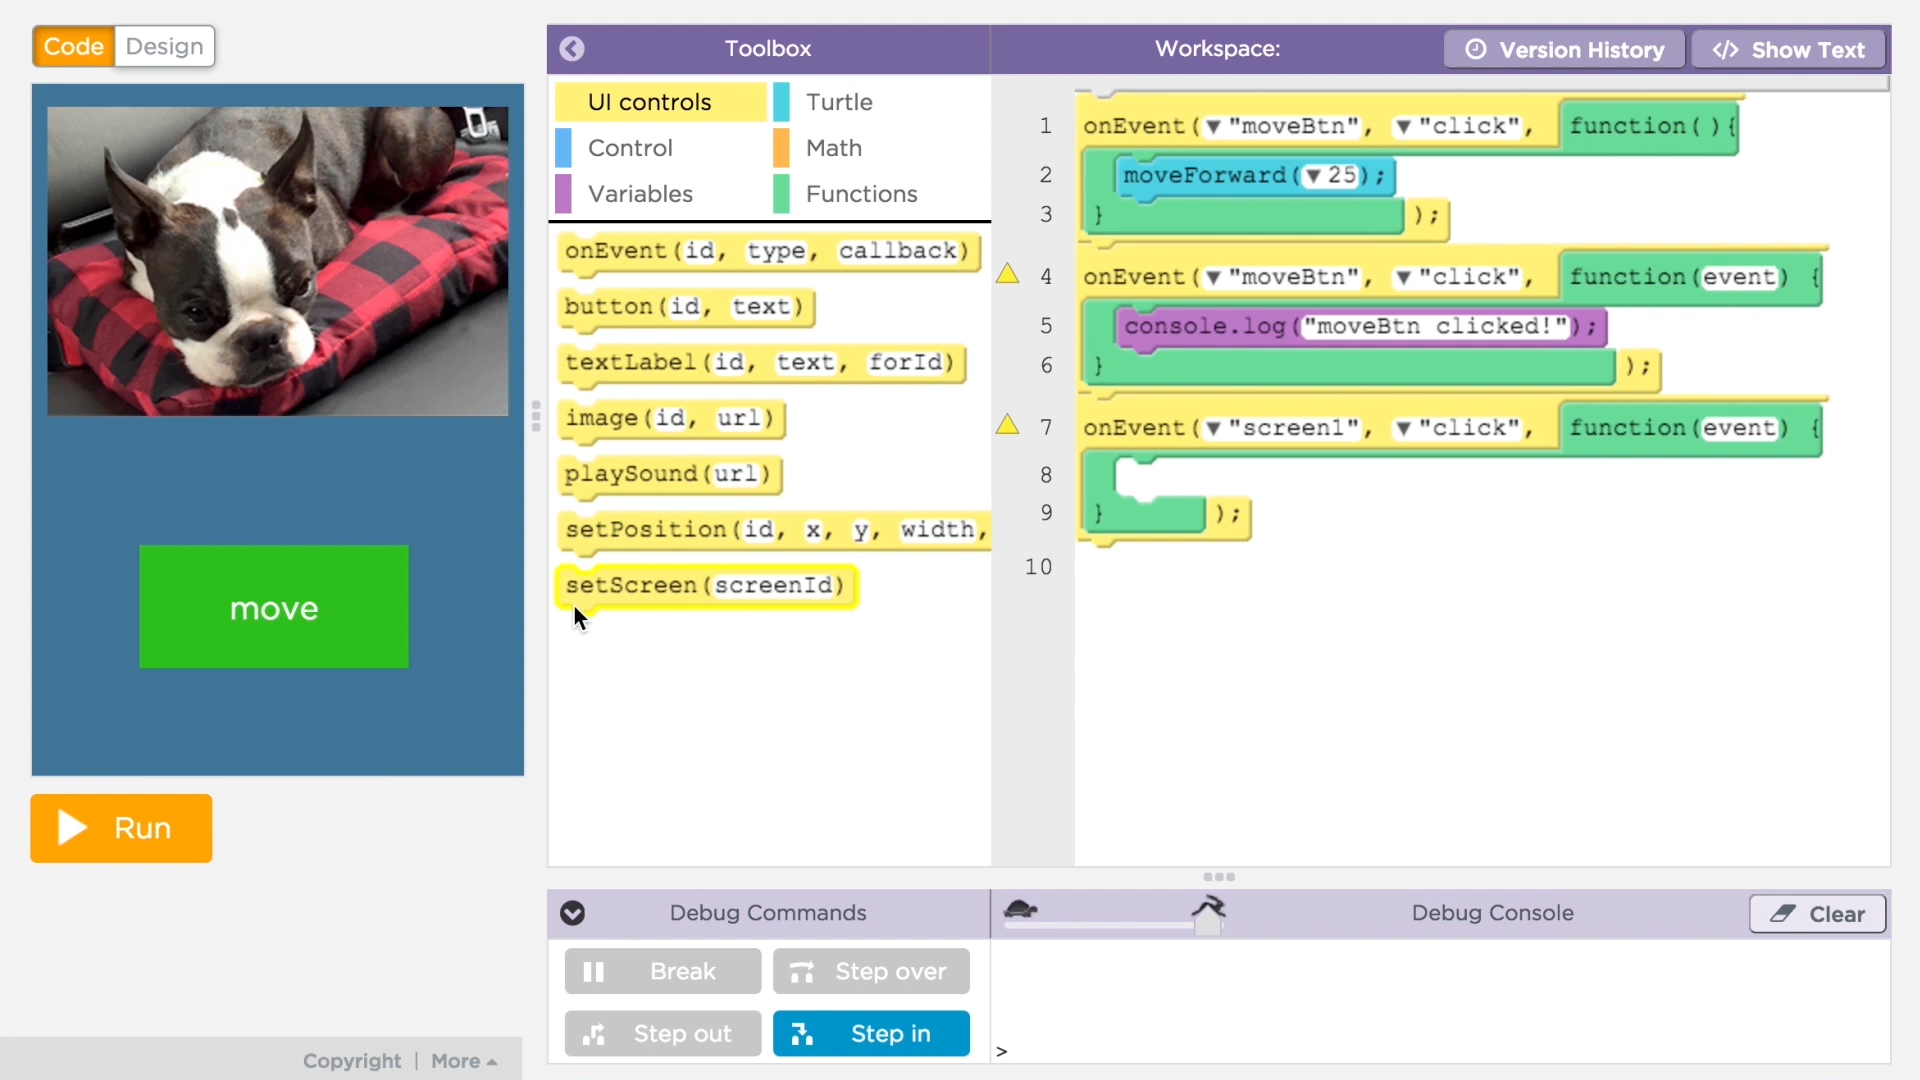 Code Design
move
Run
Copyright | More
Toolbox
UI controls Turtle
Control Math
Variables Functions
onEvent(id, type, callback)
button(id, text)
textLabel(id, text, forId)
image(id, url)
playSound(url)
setPosition(id, x, y, width,
setScreen(screenId)
Workspace: Version History </> Show Text
1 onEvent(▼"moveBtn", ▼"click", function(){
2 moveForward(▼25);
3 } );
4 onEvent(▼"moveBtn", ▼"click", function(event) {
5 console.log("moveBtn clicked!");
6 } );
7 onEvent(▼"screen1", ▼"click", function(event) {
8
9 } );
10
Debug Commands
Break Step over
Step out Step in
Debug Console Clear
>